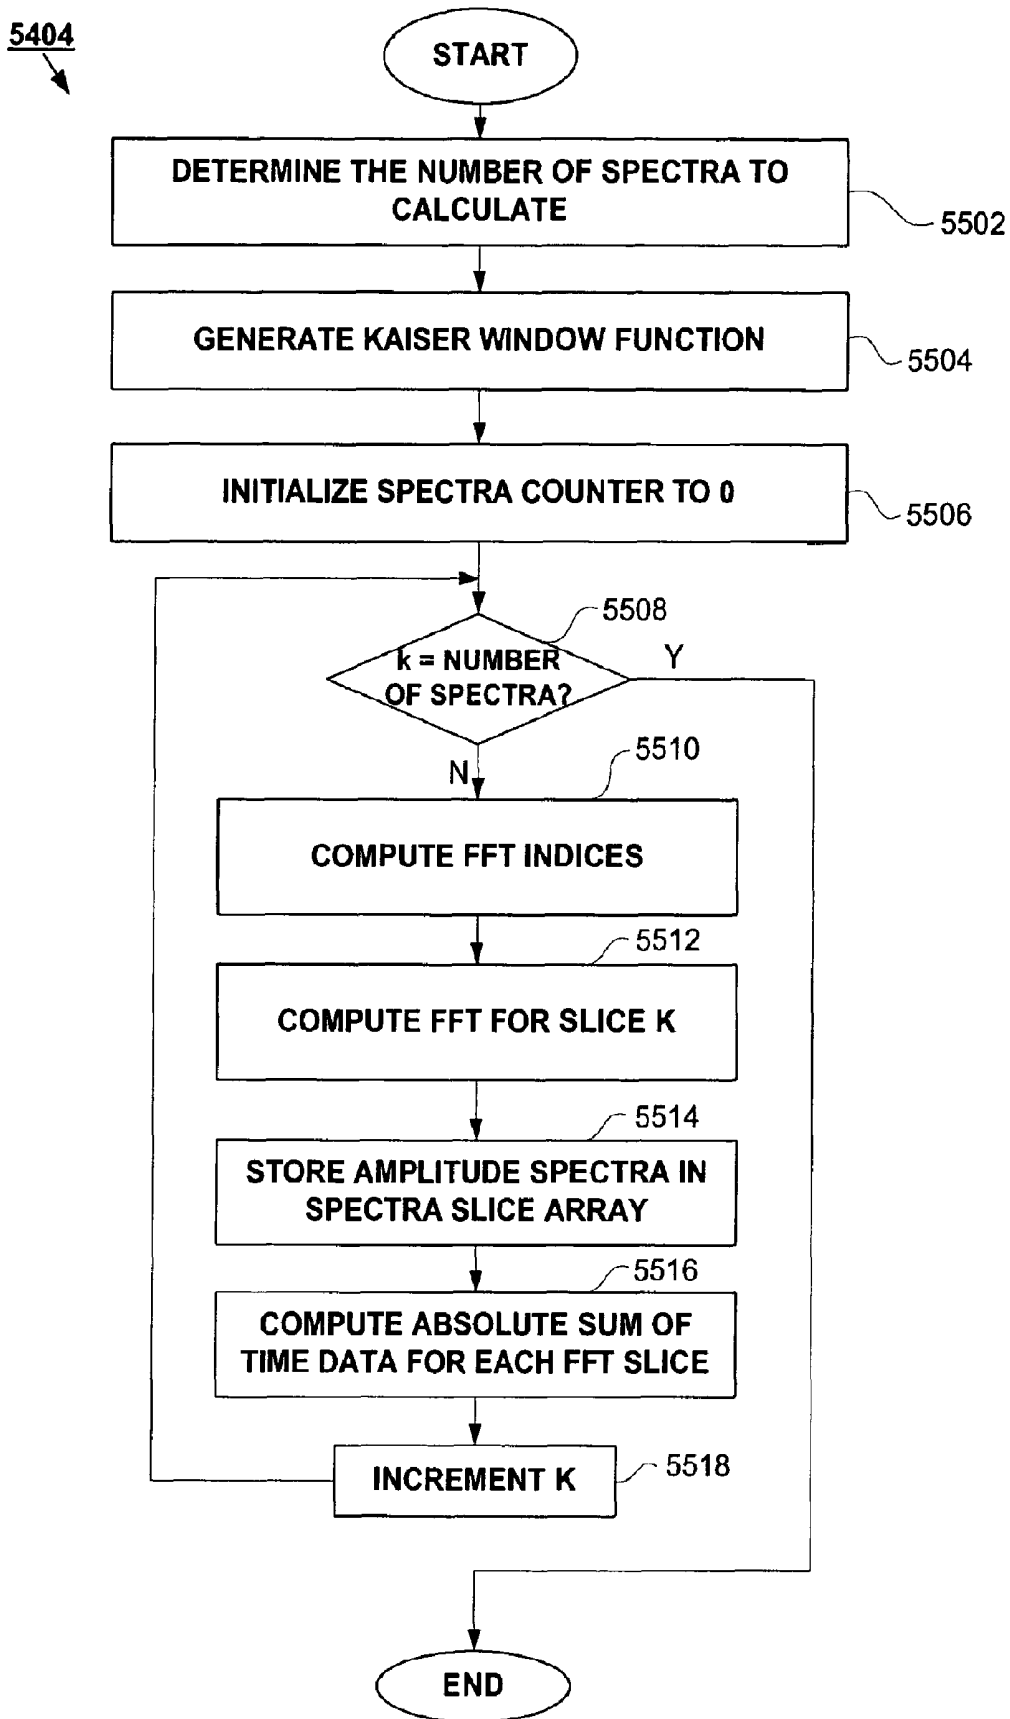 5404
START
DETERMINE THE NUMBER OF SPECTRA TO
CALCULATE
5502
GENERATE KAISER WINDOW FUNCTION
5504
INITIALIZE SPECTRA COUNTER TO 0
5506
5508
k = NUMBER
OF SPECTRA?
Y
N
5510
COMPUTE FFT INDICES
5512
COMPUTE FFT FOR SLICE K
5514
STORE AMPLITUDE SPECTRA IN
SPECTRA SLICE ARRAY
5516
COMPUTE ABSOLUTE SUM OF
TIME DATA FOR EACH FFT SLICE
INCREMENT K
5518
END